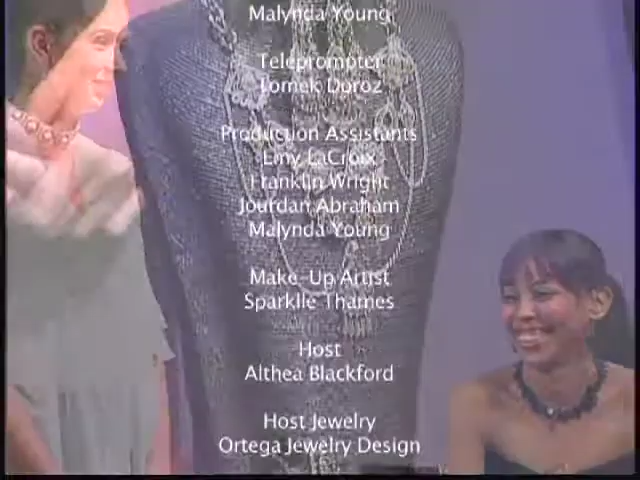 Malynda Young
Teleprompter
Tomek Doroz
Production Assistants
Emy LaCroix
Franklin Wright
Jourdan Abraham
Malynda Young
Make-Up Artist
Sparklle Thames
Host
Althea Blackford
Host Jewelry
Ortega Jewelry Design